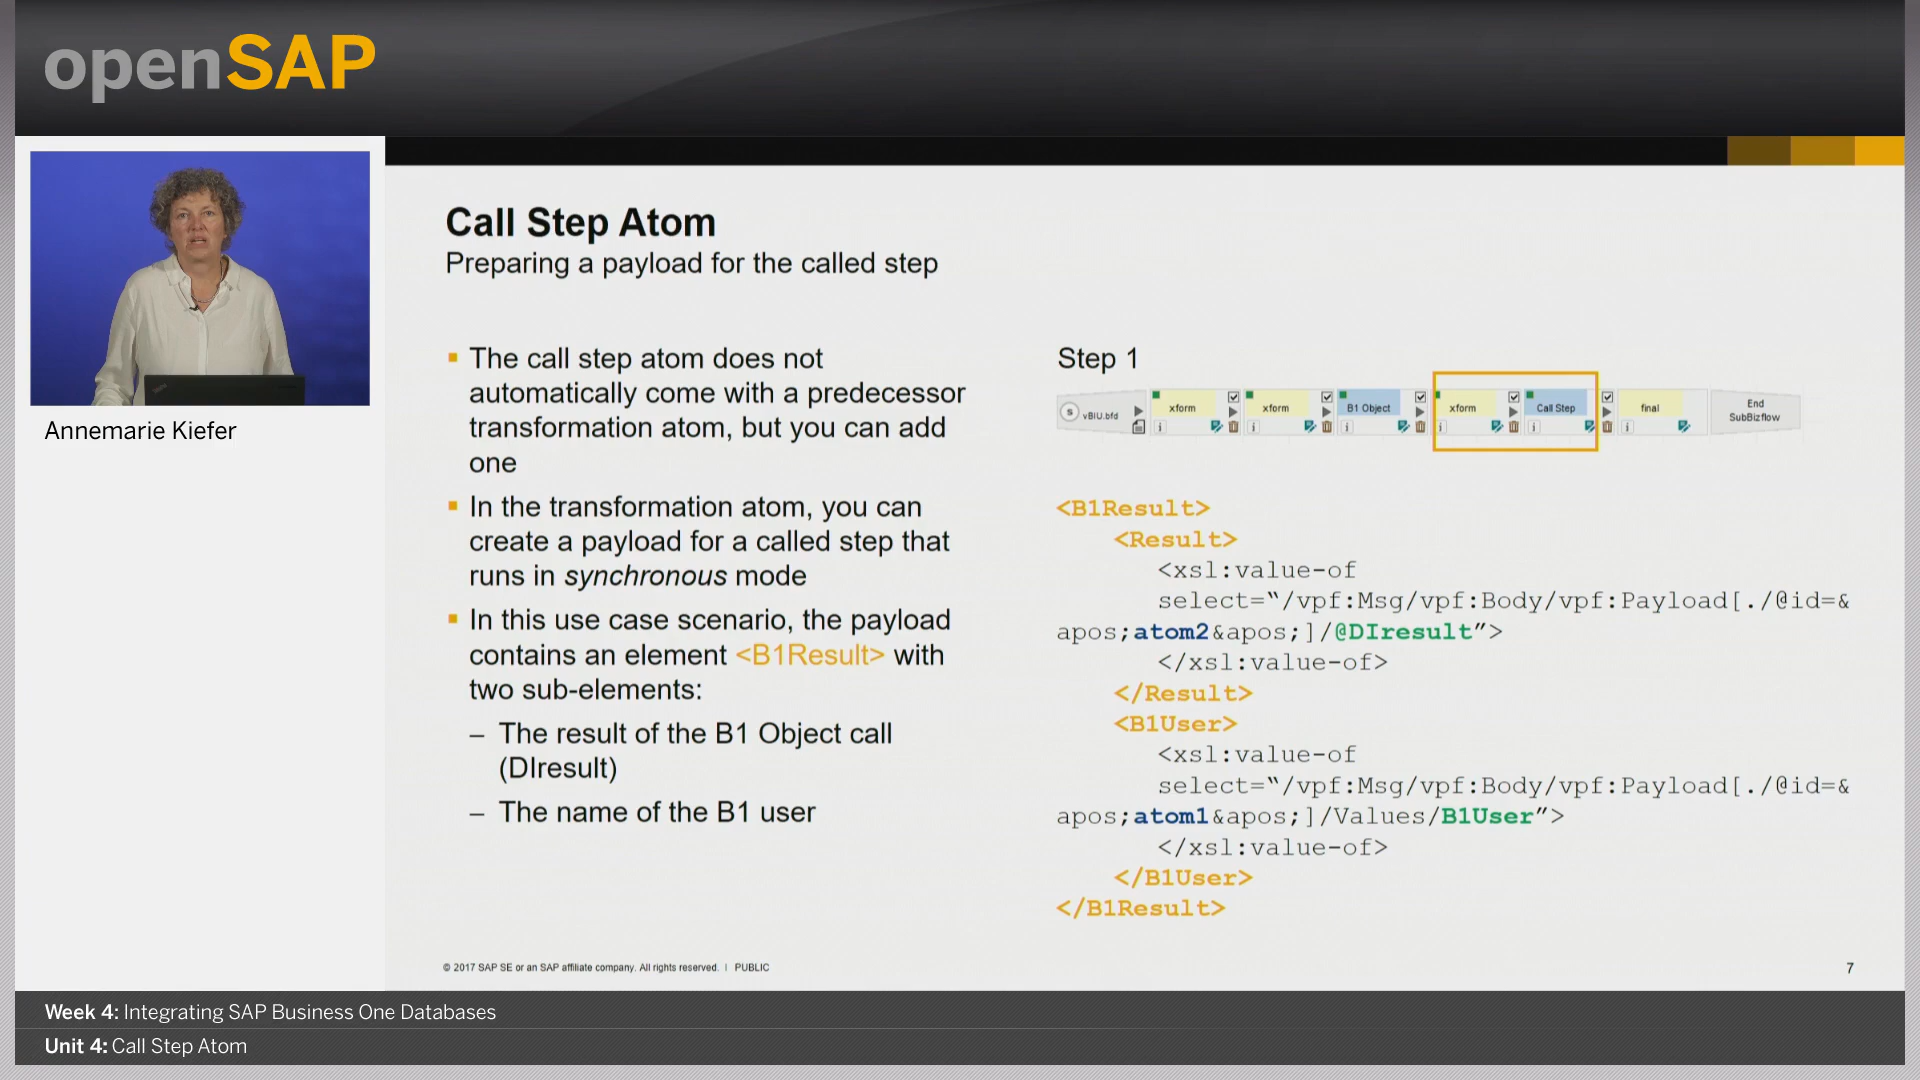 openSAP
Annemarie Kiefer
Call Step Atom
Preparing a payload for the called step
The call step atom does not
automatically come with a predecessor
transformation atom, but you can add
one
In the transformation atom, you can
create a payload for a called step that
runs in synchronous mode
In this use case scenario, the payload
contains an element <B1Result> with
two sub-elements:
– The result of the B1 Object call
(DIresult)
– The name of the B1 user
Step 1
S vBIU.bfd xform xform B1 Object xform Call Step final End
SubBizflow
<B1Result>
<Result>
<xsl:value-of
select=“/vpf:Msg/vpf:Body/vpf:Payload[./@id=&
apos;atom2&apos;]/@DIresult”>
</xsl:value-of>
</Result>
<B1User>
<xsl:value-of
select=“/vpf:Msg/vpf:Body/vpf:Payload[./@id=&
apos;atom1&apos;]/Values/B1User”>
</xsl:value-of>
</B1User>
</B1Result>
© 2017 SAP SE or an SAP affiliate company. All rights reserved. | PUBLIC
7
Week 4: Integrating SAP Business One Databases
Unit 4: Call Step Atom